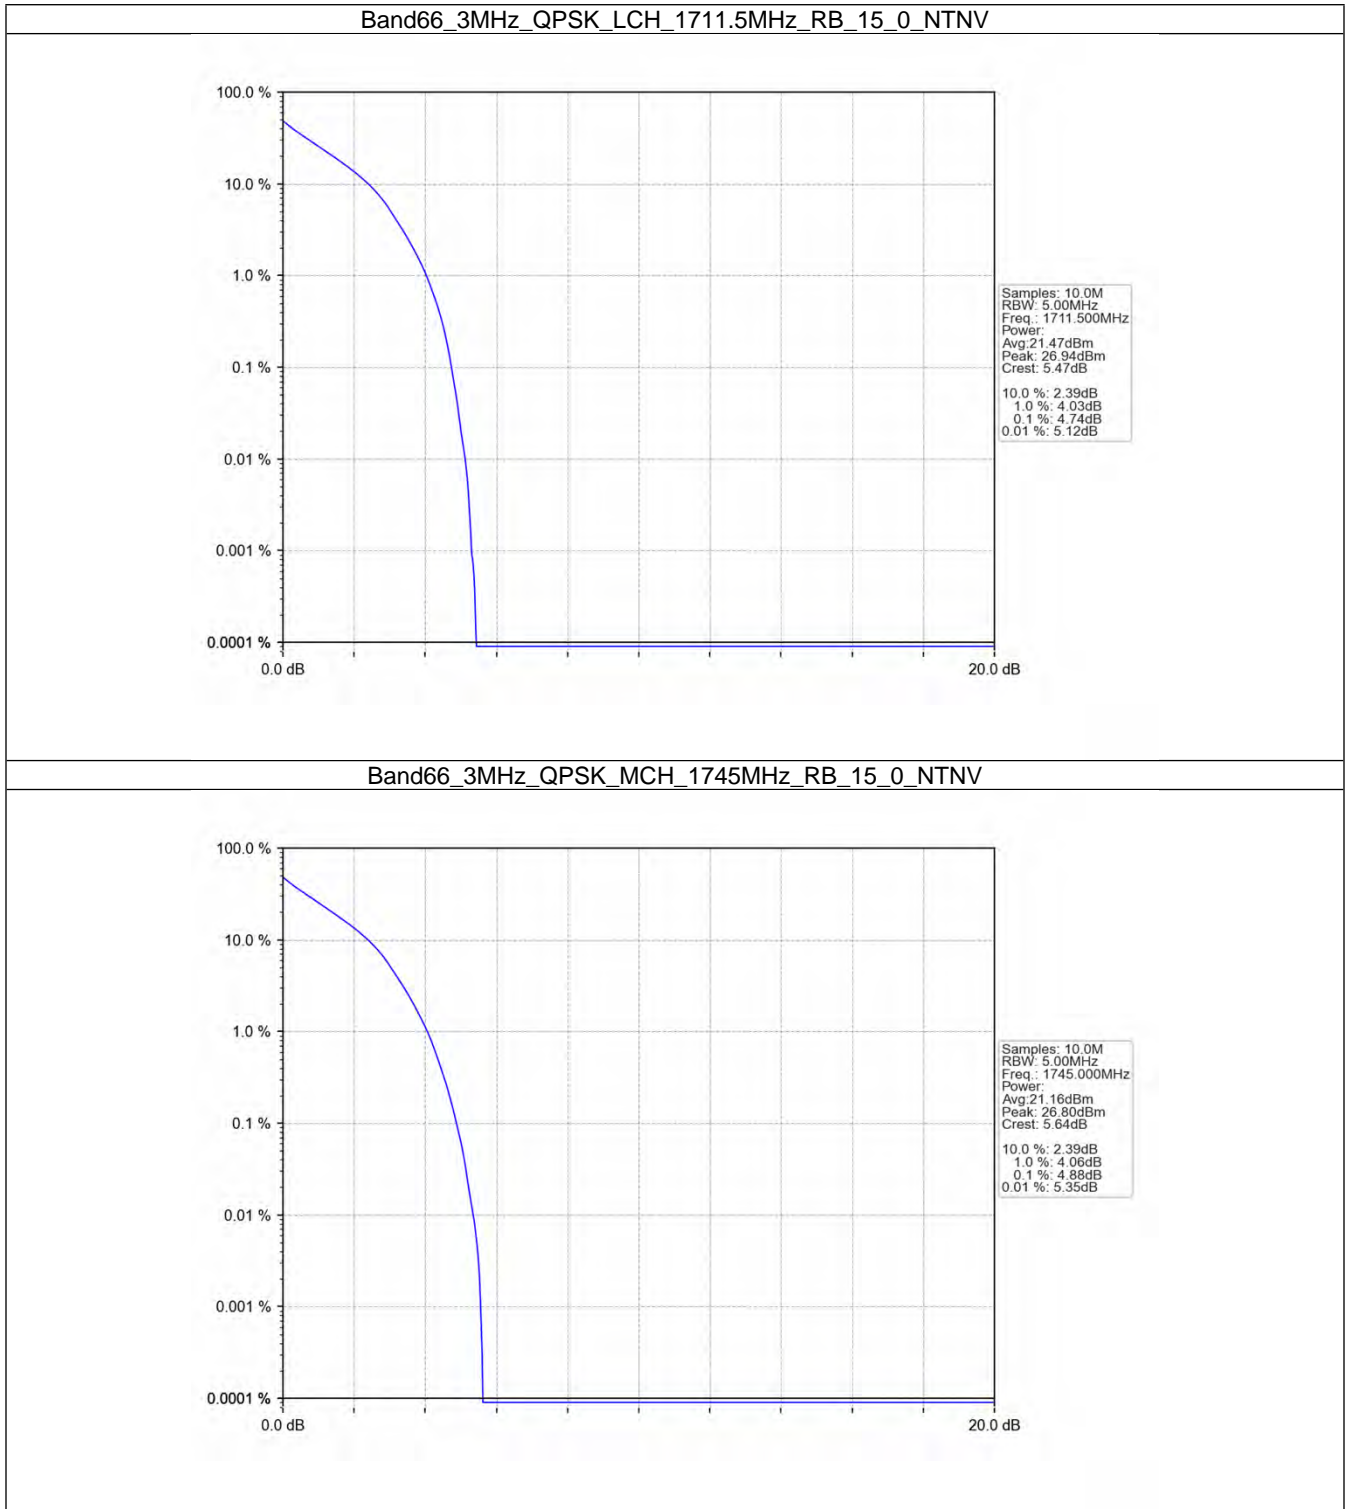 Band66_3MHz_QPSK_LCH_1711.5MHz_RB_15_0_NTNV
100.0 %
10.0 %
1.0 %
0.1 %
0.01 %
0.001 %
0.0001 %
0.0 dB
20.0 dB
Samples: 10.0M
RBW: 5.00MHz
Freq.: 1711.500MHz
Power:
Avg:21.47dBm
Peak: 26.94dBm
Crest: 5.47dB
10.0 %: 2.39dB
1.0 %: 4.03dB
0.1 %: 4.74dB
0.01 %: 5.12dB
Band66_3MHz_QPSK_MCH_1745MHz_RB_15_0_NTNV
100.0 %
10.0 %
1.0 %
0.1 %
0.01 %
0.001 %
0.0001 %
0.0 dB
20.0 dB
Samples: 10.0M
RBW: 5.00MHz
Freq.: 1745.000MHz
Power:
Avg:21.16dBm
Peak: 26.80dBm
Crest: 5.64dB
10.0 %: 2.39dB
1.0 %: 4.06dB
0.1 %: 4.88dB
0.01 %: 5.35dB